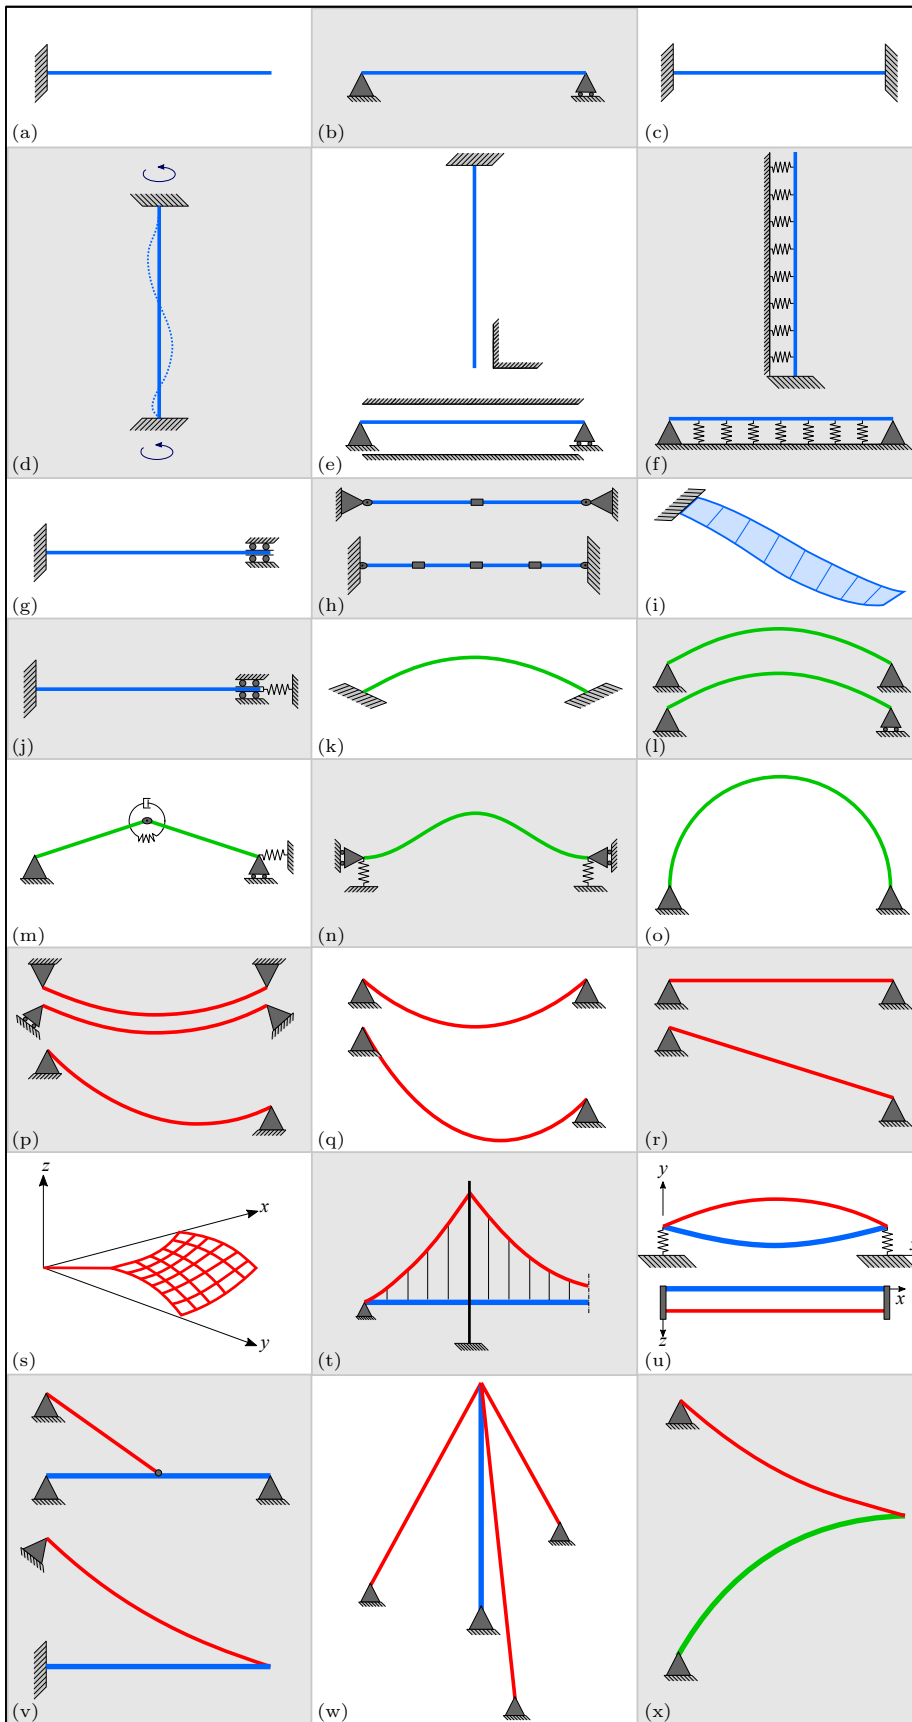 (a)
(b)
(c)
(d)
(e)
(f)
(g)
(h)
(i)
(j)
(k)
(l)
(m)
(n)
(o)
(p)
(q)
(r)
z
x
y
(s)
(t)
y
x
z
(u)
(v)
(w)
(x)